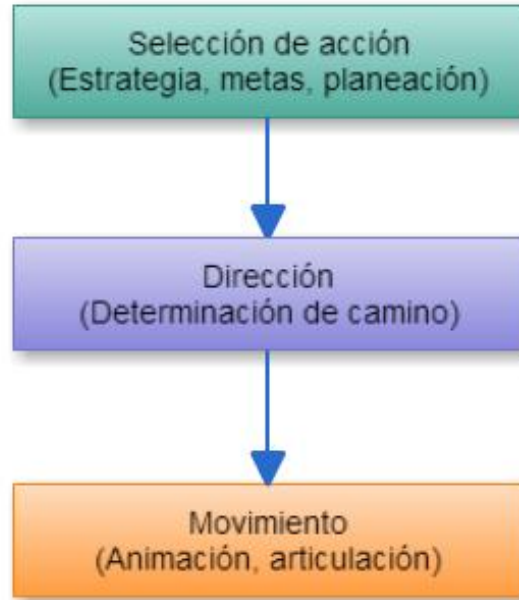 Selección de acción
(Estrategia, metas, planeación)
Dirección
(Determinación de camino)
Movimiento
(Animación, articulación)